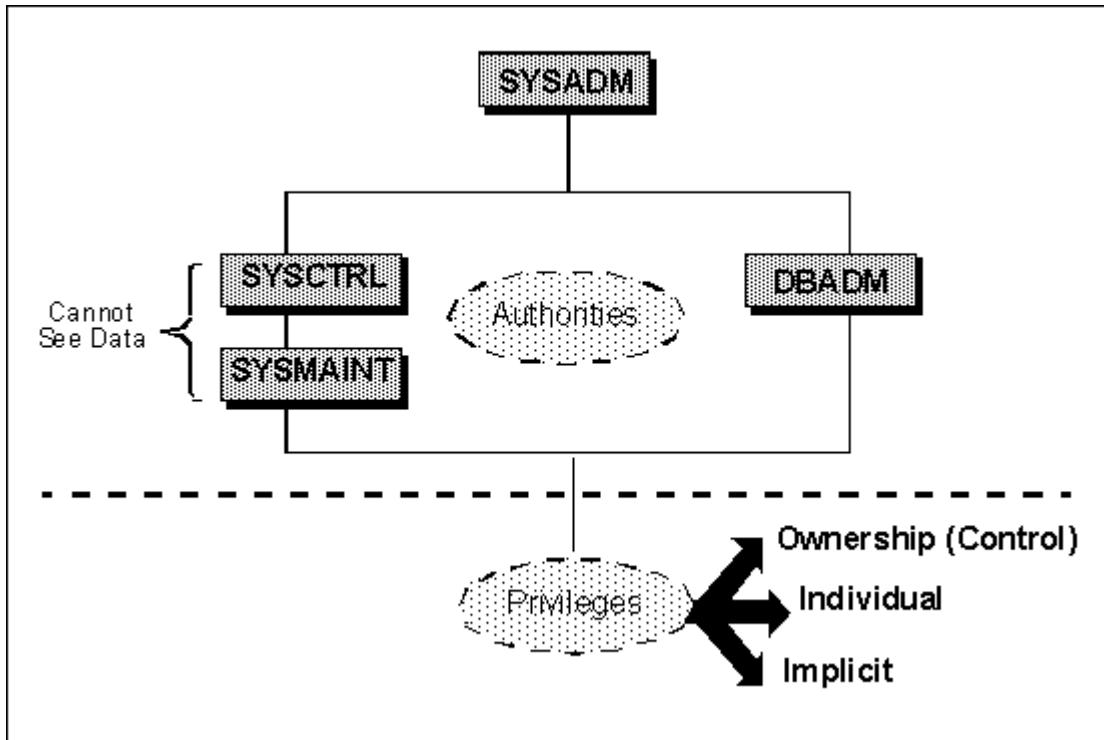 SYSADM
SYSCTRL
Authorities
DBADM
Cannot
See Data
SYSMAINT
Ownership (Control)
Privileges
Individual
Implicit